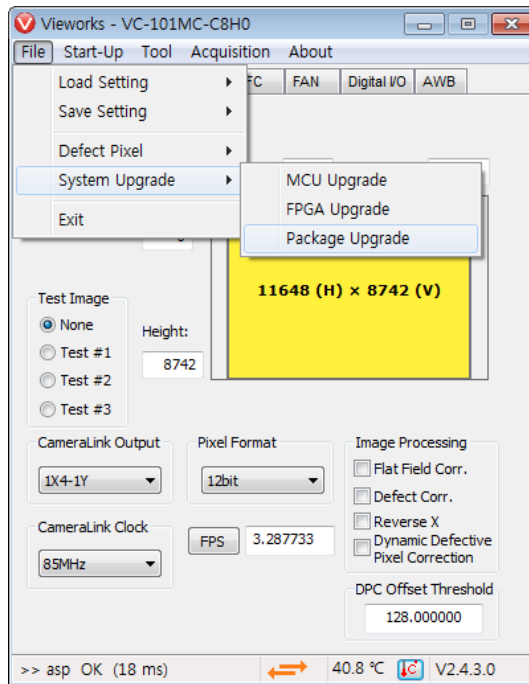 Vieworks - VC-101MC-C8H0
File Start-Up Tool Acquisition About
FC FAN Digital I/O AWB
Load Setting
Save Setting
Defect Pixel
System Upgrade
Exit
MCU Upgrade
FPGA Upgrade
Package Upgrade
11648 (H) × 8742 (V)
Test Image
None
Test #1
Test #2
Test #3
Height:
8742
CameraLink Output
1X4-1Y
Pixel Format
12bit
Image Processing
Flat Field Corr.
Defect Corr.
Reverse X
Dynamic Defective
Pixel Correction
CameraLink Clock
85MHz
FPS 3.287733
DPC Offset Threshold
128.000000
>> asp OK (18 ms) 40.8 ℃ V2.4.3.0